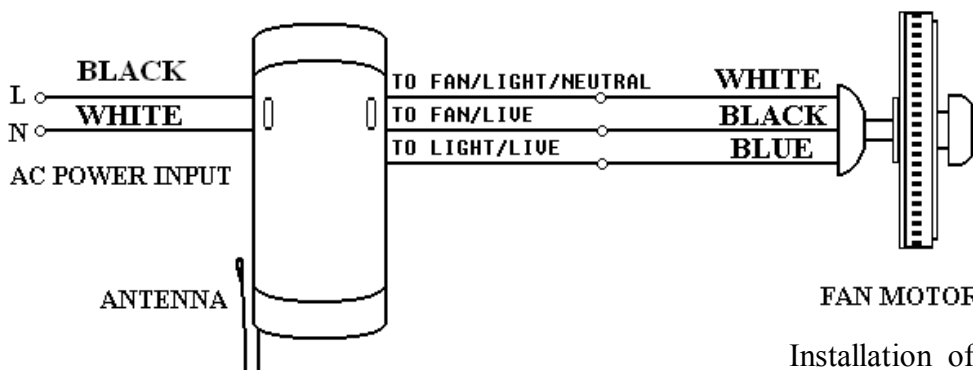 L BLACK
N WHITE
AC POWER INPUT
ANTENNA
TO FAN/LIGHT/NEUTRAL WHITE
TO FAN/LIVE BLACK
TO LIGHT/LIVE BLUE
FAN MOTOR
Installation of